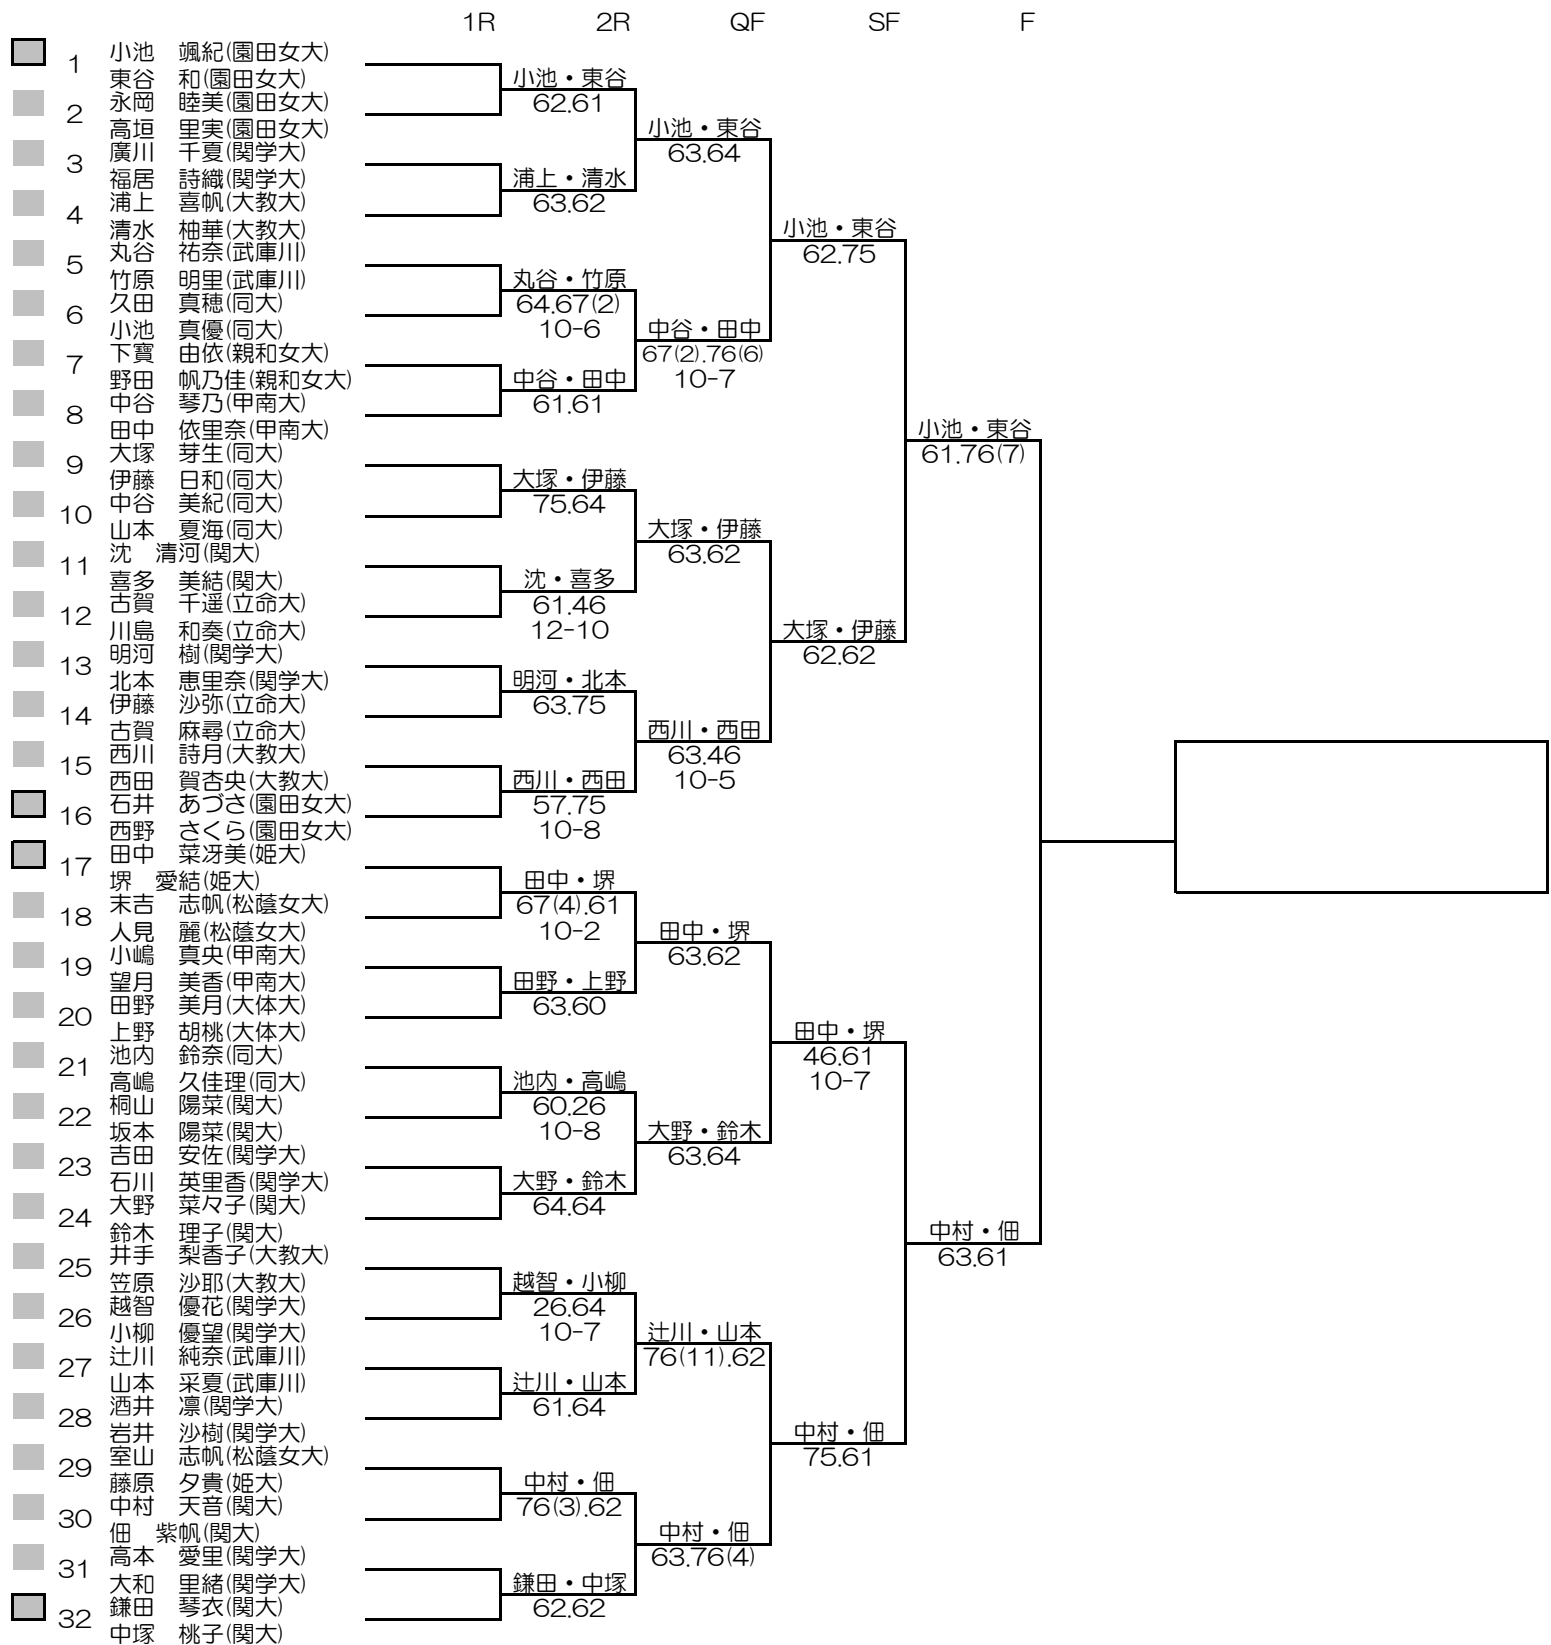 1R 2R QF SF F
1 小池 颯紀(園田女大)
東谷 和(園田女大)
2 永岡 睦美(園田女大)
高垣 里実(園田女大)
3 廣川 千夏(関学大)
福居 詩織(関学大)
4 浦上 喜帆(大教大)
清水 柚華(大教大)
5 丸谷 祐奈(武庫川)
竹原 明里(武庫川)
6 久田 真穂(同大)
小池 真優(同大)
7 下寶 由依(親和女大)
野田 帆乃佳(親和女大)
8 中谷 琴乃(甲南大)
田中 依里奈(甲南大)
9 大塚 芽生(同大)
伊藤 日和(同大)
10 中谷 美紀(同大)
山本 夏海(同大)
11 沈 清河(関大)
喜多 美結(関大)
12 古賀 千遥(立命大)
川島 和奏(立命大)
13 明河 樹(関学大)
北本 恵里奈(関学大)
14 伊藤 沙弥(立命大)
古賀 麻尋(立命大)
15 西川 詩月(大教大)
西田 賀杏央(大教大)
16 石井 あづさ(園田女大)
西野 さくら(園田女大)
17 田中 菜冴美(姫大)
堺 愛結(姫大)
18 末吉 志帆(松蔭女大)
人見 麗(松蔭女大)
19 小嶋 真央(甲南大)
望月 美香(甲南大)
20 田野 美月(大体大)
上野 胡桃(大体大)
21 池内 鈴奈(同大)
高嶋 久佳理(同大)
22 桐山 陽菜(関大)
坂本 陽菜(関大)
23 吉田 安佐(関学大)
石川 英里香(関学大)
24 大野 菜々子(関大)
鈴木 理子(関大)
25 井手 梨香子(大教大)
笠原 沙耶(大教大)
26 越智 優花(関学大)
小柳 優望(関学大)
27 辻川 純奈(武庫川)
山本 采夏(武庫川)
28 酒井 凛(関学大)
岩井 沙樹(関学大)
29 室山 志帆(松蔭女大)
藤原 夕貴(姫大)
30 中村 天音(関大)
佃 紫帆(関大)
31 高本 愛里(関学大)
大和 里緒(関学大)
32 鎌田 琴衣(関大)
中塚 桃子(関大)
小池・東谷
62.61
浦上・清水
63.62
丸谷・竹原
64.67(2)
10-6
中谷・田中
61.61
大塚・伊藤
75.64
沈・喜多
61.46
12-10
明河・北本
63.75
西川・西田
57.75
10-8
田中・堺
67(4).61
10-2
田野・上野
63.60
池内・高嶋
60.26
10-8
大野・鈴木
64.64
越智・小柳
26.64
10-7
辻川・山本
61.64
中村・佃
76(3).62
鎌田・中塚
62.62
小池・東谷
63.64
中谷・田中
67(2).76(6)
10-7
大塚・伊藤
63.62
西川・西田
63.46
10-5
田中・堺
63.62
大野・鈴木
63.64
辻川・山本
76(11).62
中村・佃
63.76(4)
小池・東谷
62.75
大塚・伊藤
62.62
田中・堺
46.61
10-7
中村・佃
75.61
小池・東谷
61.76(7)
中村・佃
63.61